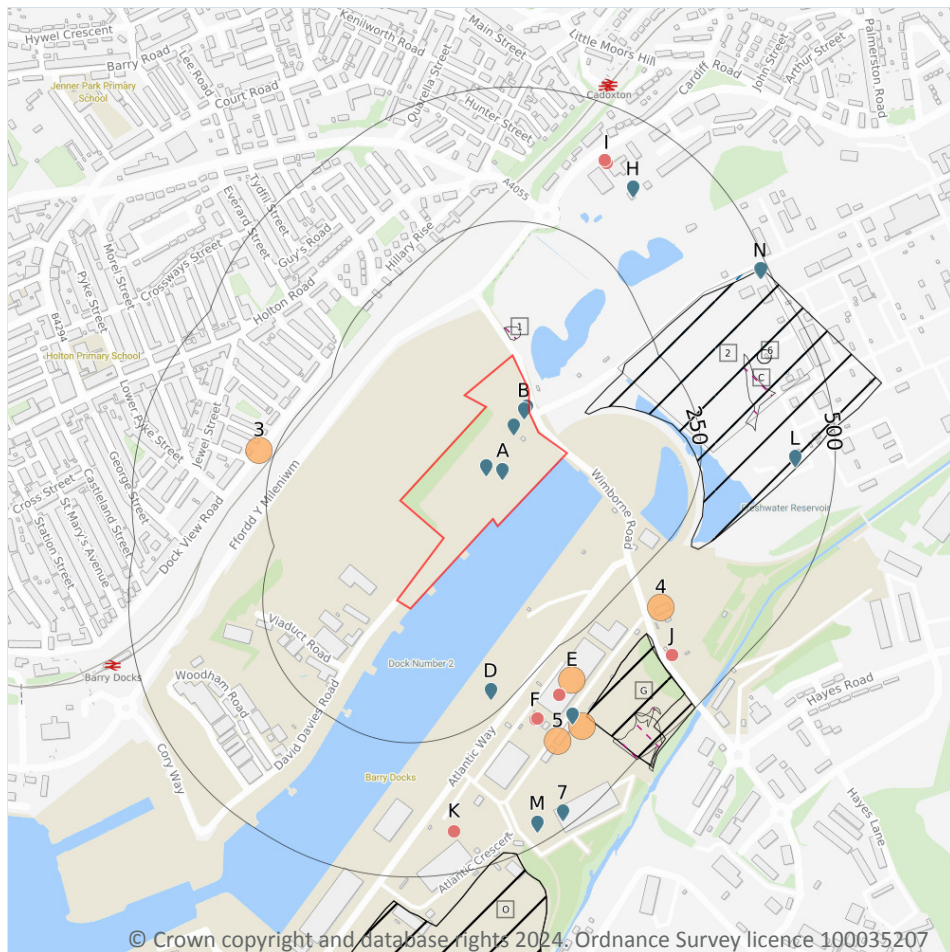 Hywel Crescent
Barry Road
Kenilworth Road
Main Street
Little Moors Hill
Jenner Park Primary
School
Lee Road
Court Road
Quarella Street
Hunter Street
Cadoxton
Cardiff Road
John Street
Arthur Street
Palmerston Road
I
H
A4055
Everard Street
Tydfil Street
Guy's Road
Hillary Rise
Crossways Street
Morel Street
Pyke Street
B4294
Holton Road
Holton Primary School
N
1
2
6
C
B
A
250
500
L
Freshwater Reservoir
3
Lower Pyke Street
Jewel Street
George Street
Castleland Street
St Mary's Avenue
Station Street
Cross Street
Dock View Road
Ffordd Y Mileniwm
Wimborne Road
4
J
Viaduct Road
Dock Number 2
Barry Docks
Woodham Road
D
E
F
5
G
Hayes Road
David Davies Road
Atlantic Way
Cory Way
Barry Docks
K
M
7
Atlantic Crescent
Hayes Lane
O
© Crown copyright and database rights 2024. Ordnance Survey licence 100035207